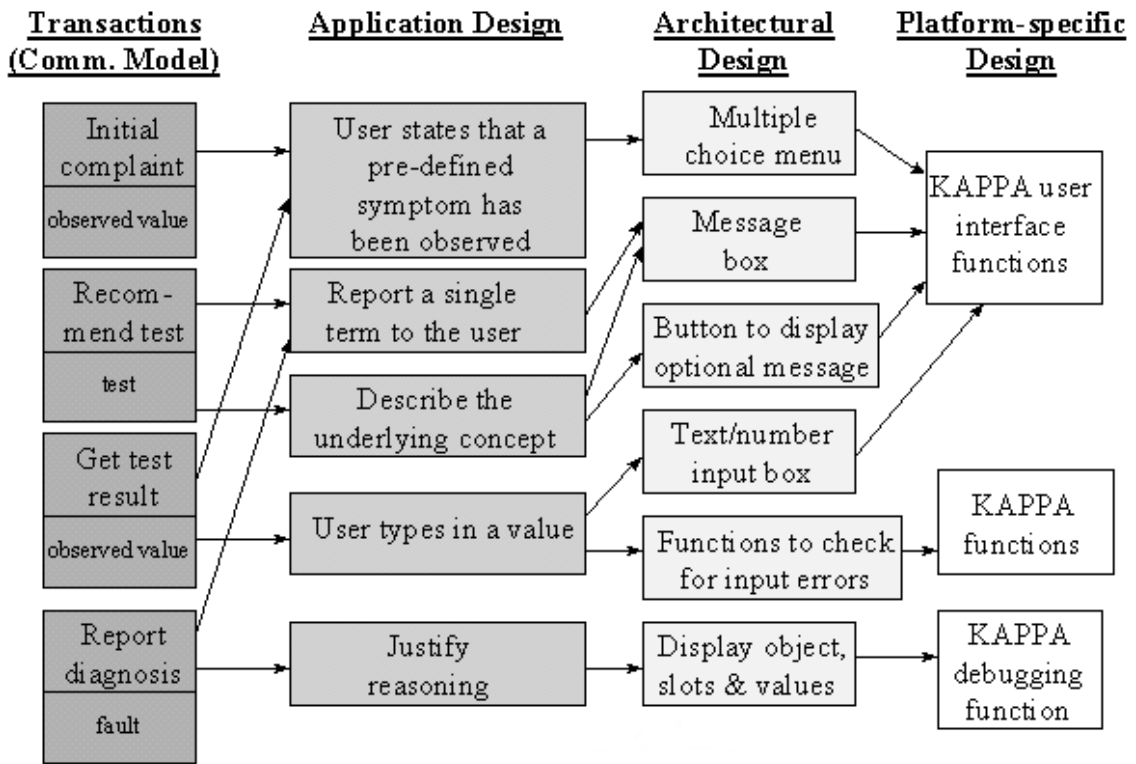 Transactions
(Comm. Model)
Application Design
Architectural
Design
Platform-specific
Design
Initial
complaint
observed value
Recom-
mend test
test
Get test
result
observed value
Report
diagnosis
fault
User states that a
pre-defined
symptom has
been observed
Report a single
term to the user
Describe the
underlying concept
User types in a value
Justify
reasoning
Multiple
choice menu
Message
box
Button to display
optional message
Text/number
input box
Functions to check
for input errors
Display object,
slots & values
KAPPA user
interface
functions
KAPPA
functions
KAPPA
debugging
function